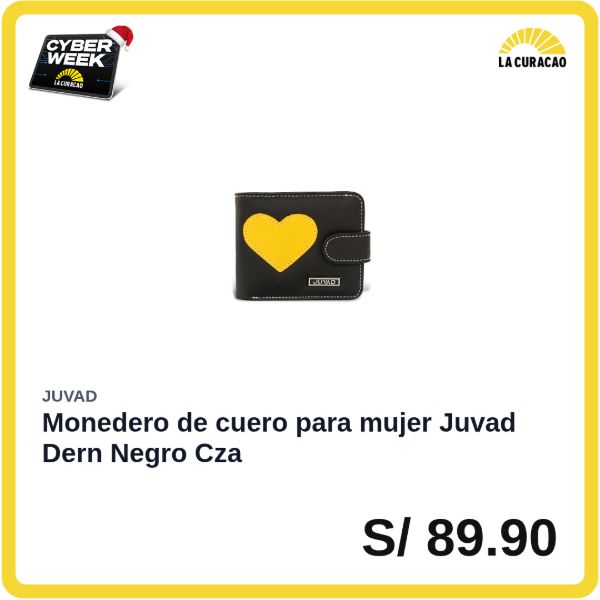 CYBER
WEEK
LA CURACAO
LA CURACAO
JUVAD
JUVAD
Monedero de cuero para mujer Juvad
Dern Negro Cza
S/ 89.90